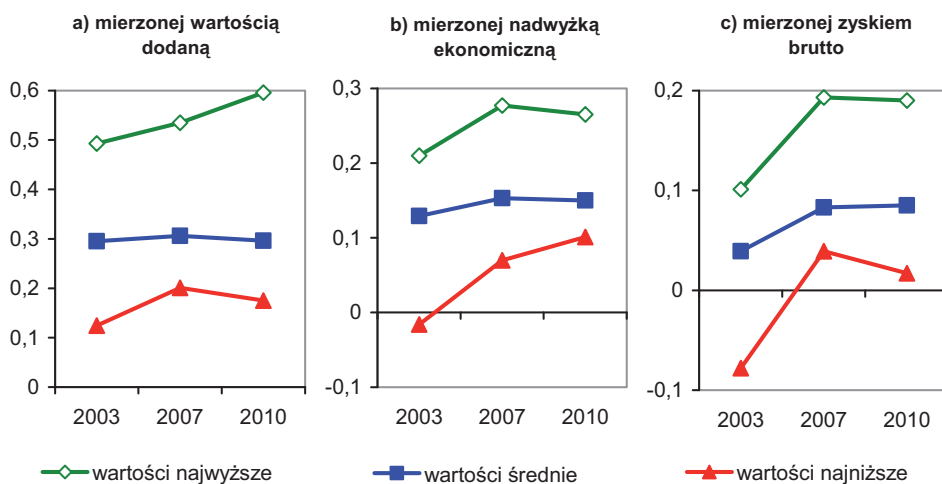 a) mierzonej wartością
dodaną
b) mierzonej nadwyżką
ekonomiczną
c) mierzonej zyskiem
brutto
0,6
0,5
0,4
0,3
0,2
0,1
0
2003 2007 2010
0,3
0,2
0,1
0
-0,1
2003 2007 2010
0,2
0,1
0
-0,1
2003 2007 2010
wartości najwyższe
wartości średnie
wartości najniższe